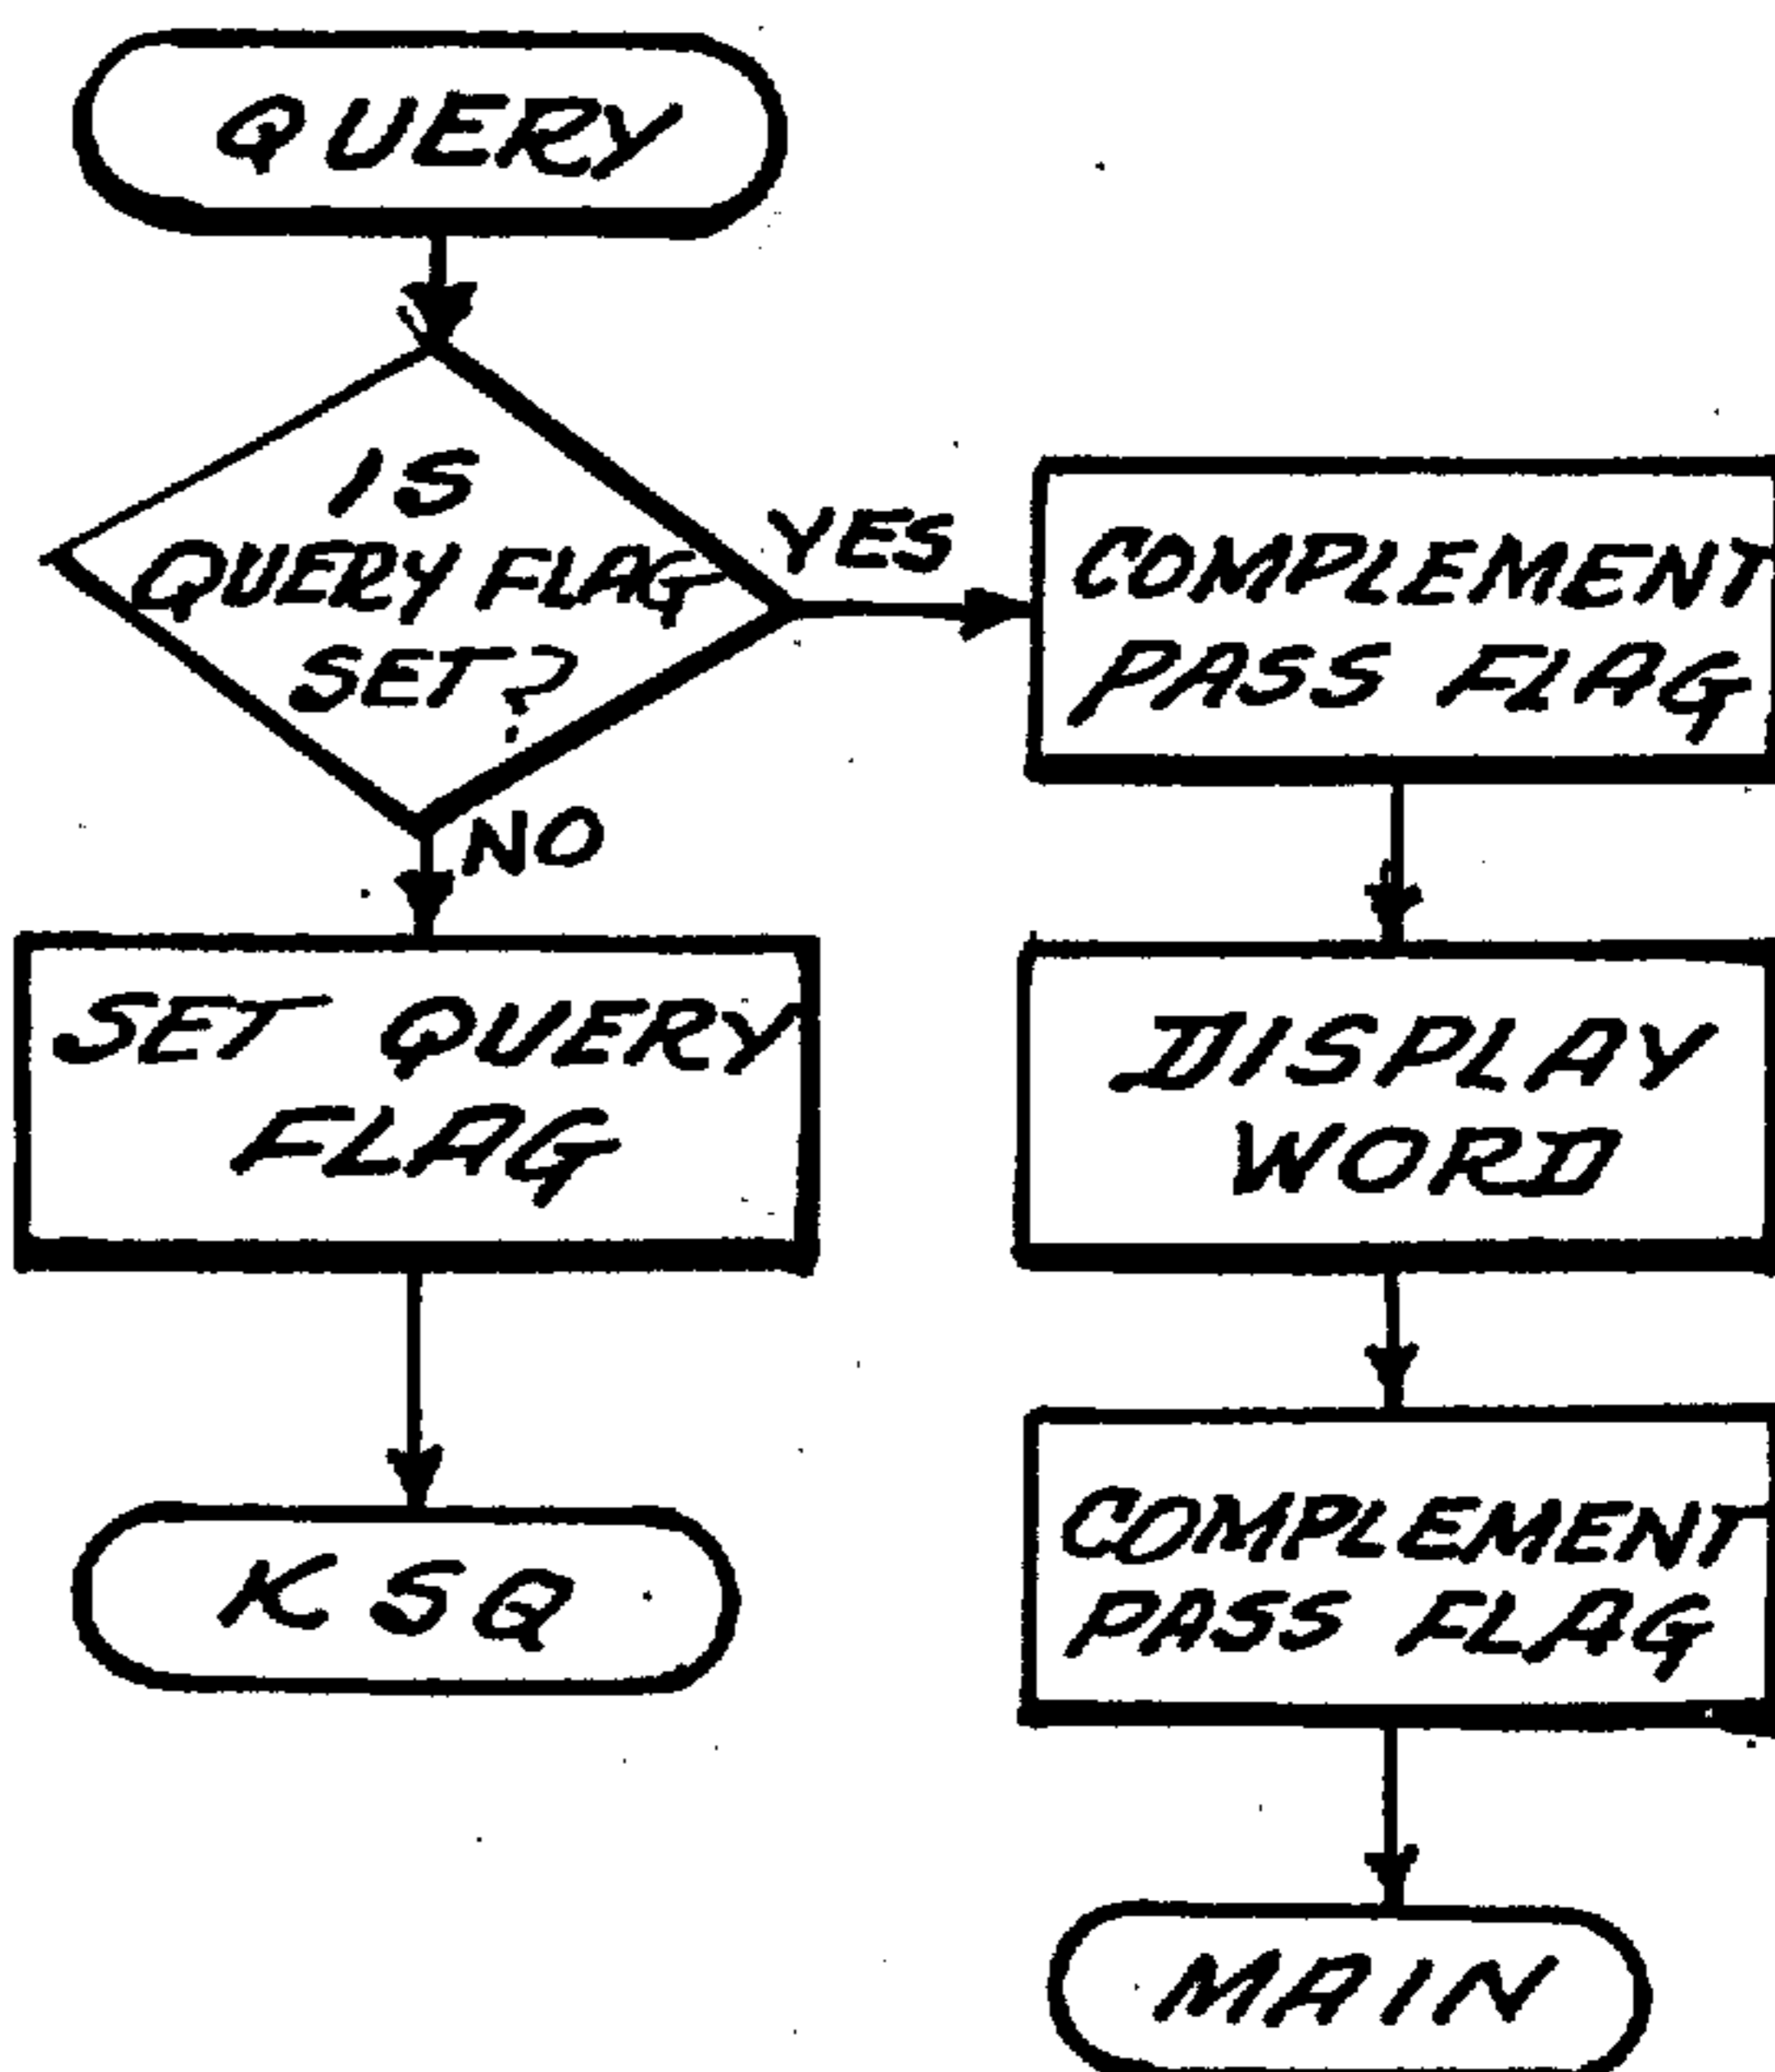 QUERY
IS
QUERY FLAG
SET?
YES
NO
COMPLEMENT
PASS FLAG
SET QUERY
FLAG
DISPLAY
WORD
KSQ
COMPLEMENT
PASS FLAG
MAIN